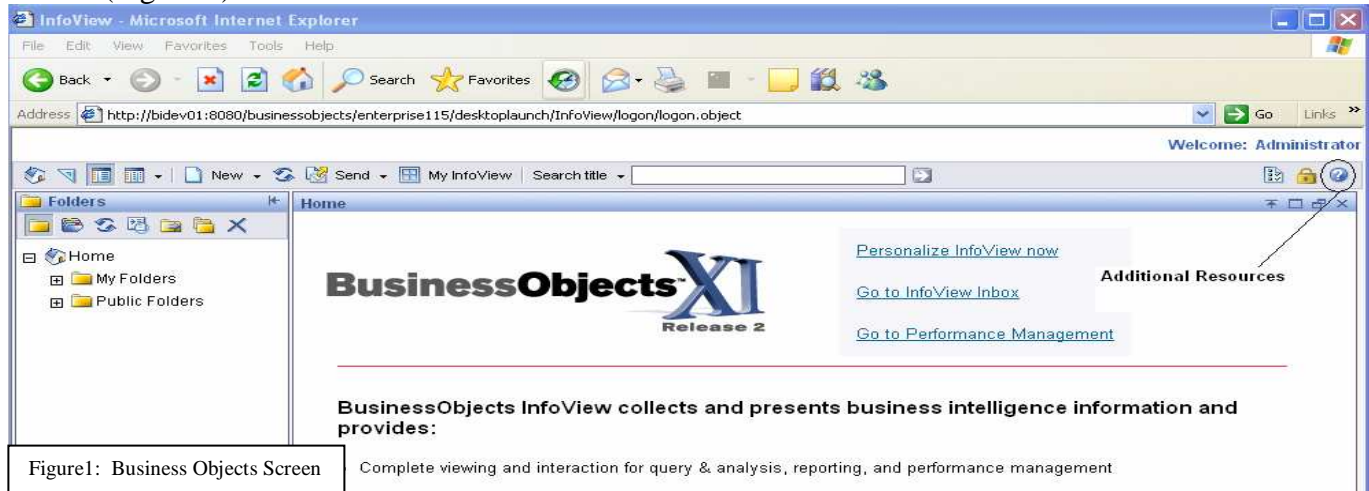 InfoView - Microsoft Internet Explorer
File Edit View Favorites Tools Help
Back Search Favorites
Address http://bidev01:8080/businessobjects/enterprise115/desktoplaunch/InfoView/logon/logon.object Go Links »
Welcome: Administrator
New Send My InfoView Search title
Folders
Home
My Folders
Public Folders
Home
BusinessObjects™ XI
Release 2
Personalize InfoView now
Go to InfoView Inbox
Go to Performance Management
Additional Resources
BusinessObjects InfoView collects and presents business intelligence information and
provides:
Complete viewing and interaction for query & analysis, reporting, and performance management
Figure1: Business Objects Screen